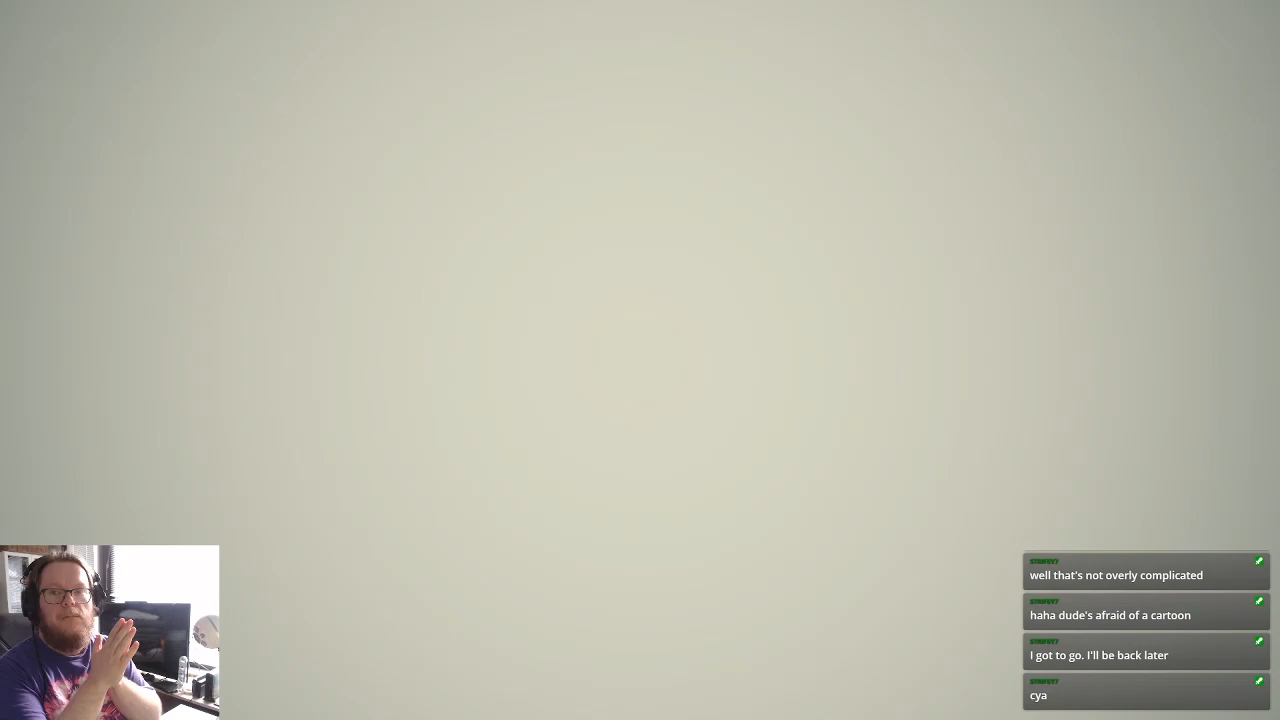 well that's not overly complicated
haha dude's afraid of a cartoon
I got to go. I'll be back later
cya